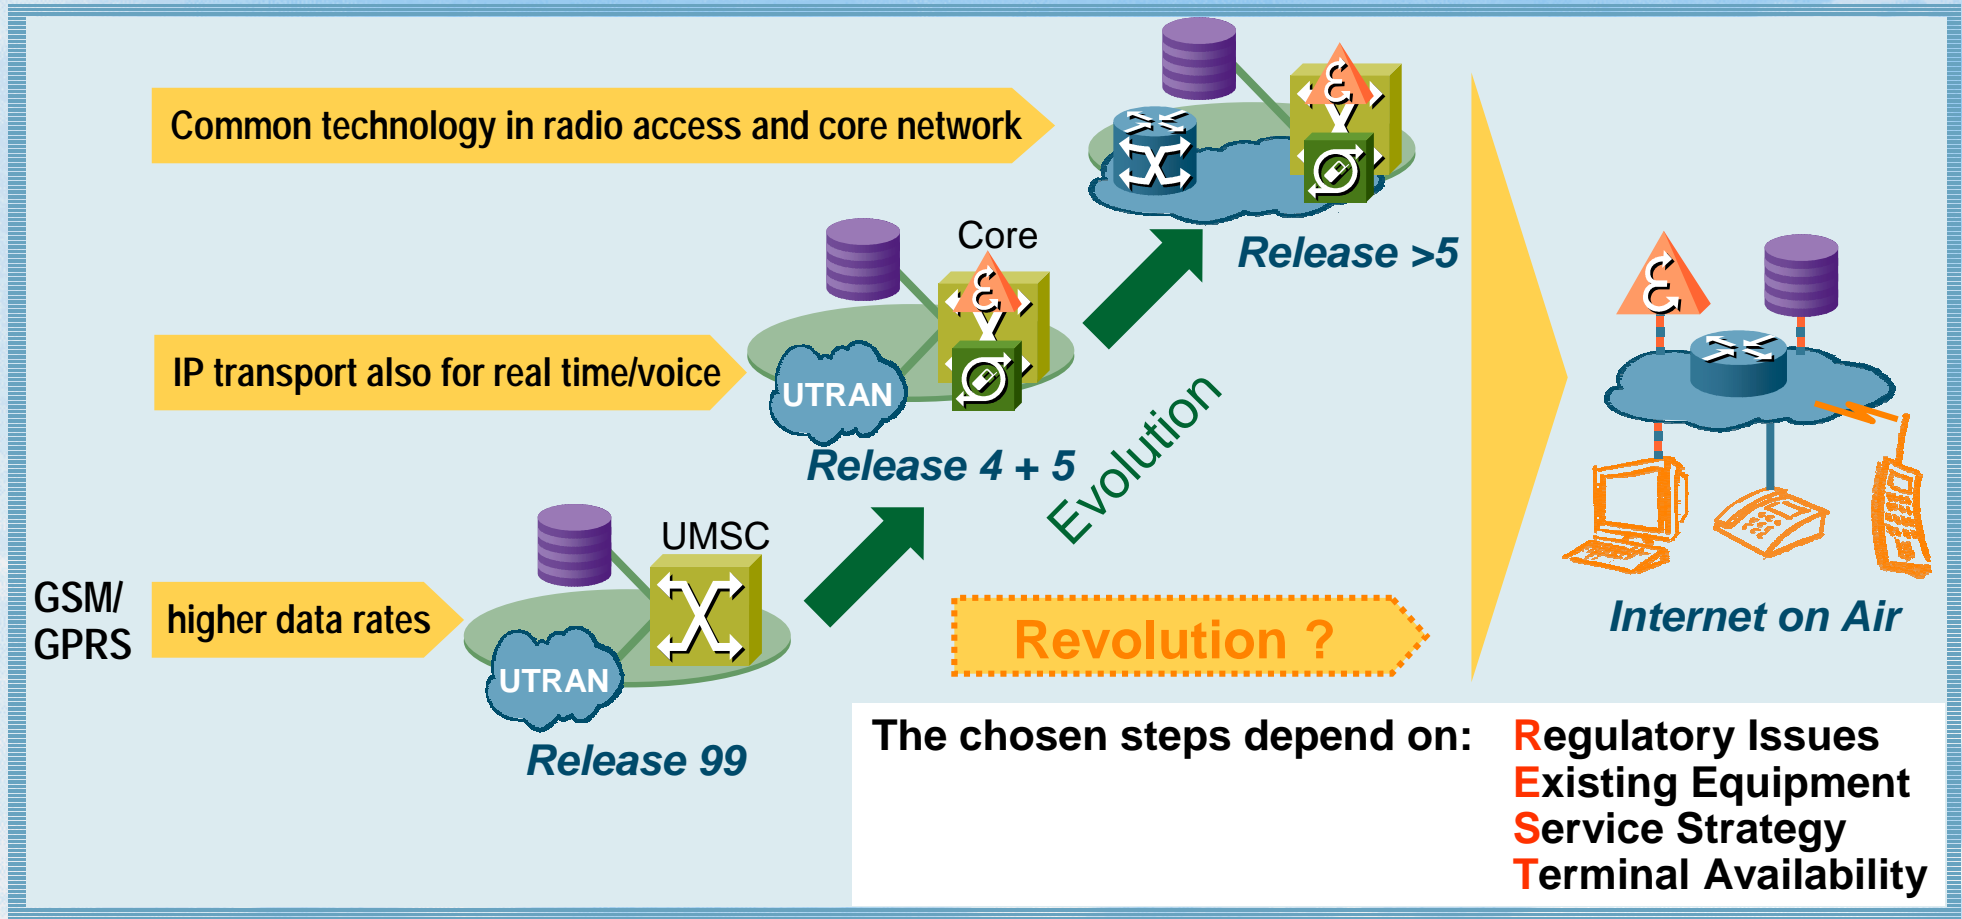 Common technology in radio access and core network
Release >5
Core
IP transport also for real time/voice
UTRAN
Release 4 + 5
Evolution
UMSC
GSM/
GPRS
higher data rates
UTRAN
Release 99
Revolution ?
Internet on Air
The chosen steps depend on: Regulatory Issues
Existing Equipment
Service Strategy
Terminal Availability